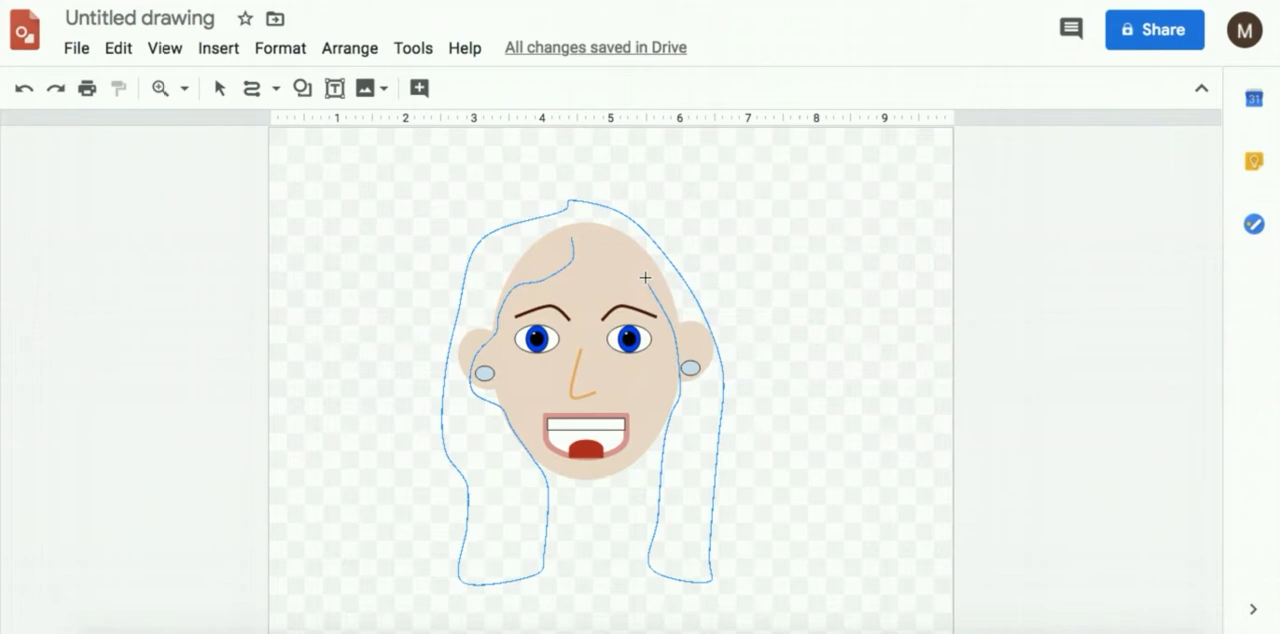 Untitled drawing
File Edit View Insert Format Arrange Tools Help All changes saved in Drive
Share
M
1 2 3 4 5 6 7 8 9
31